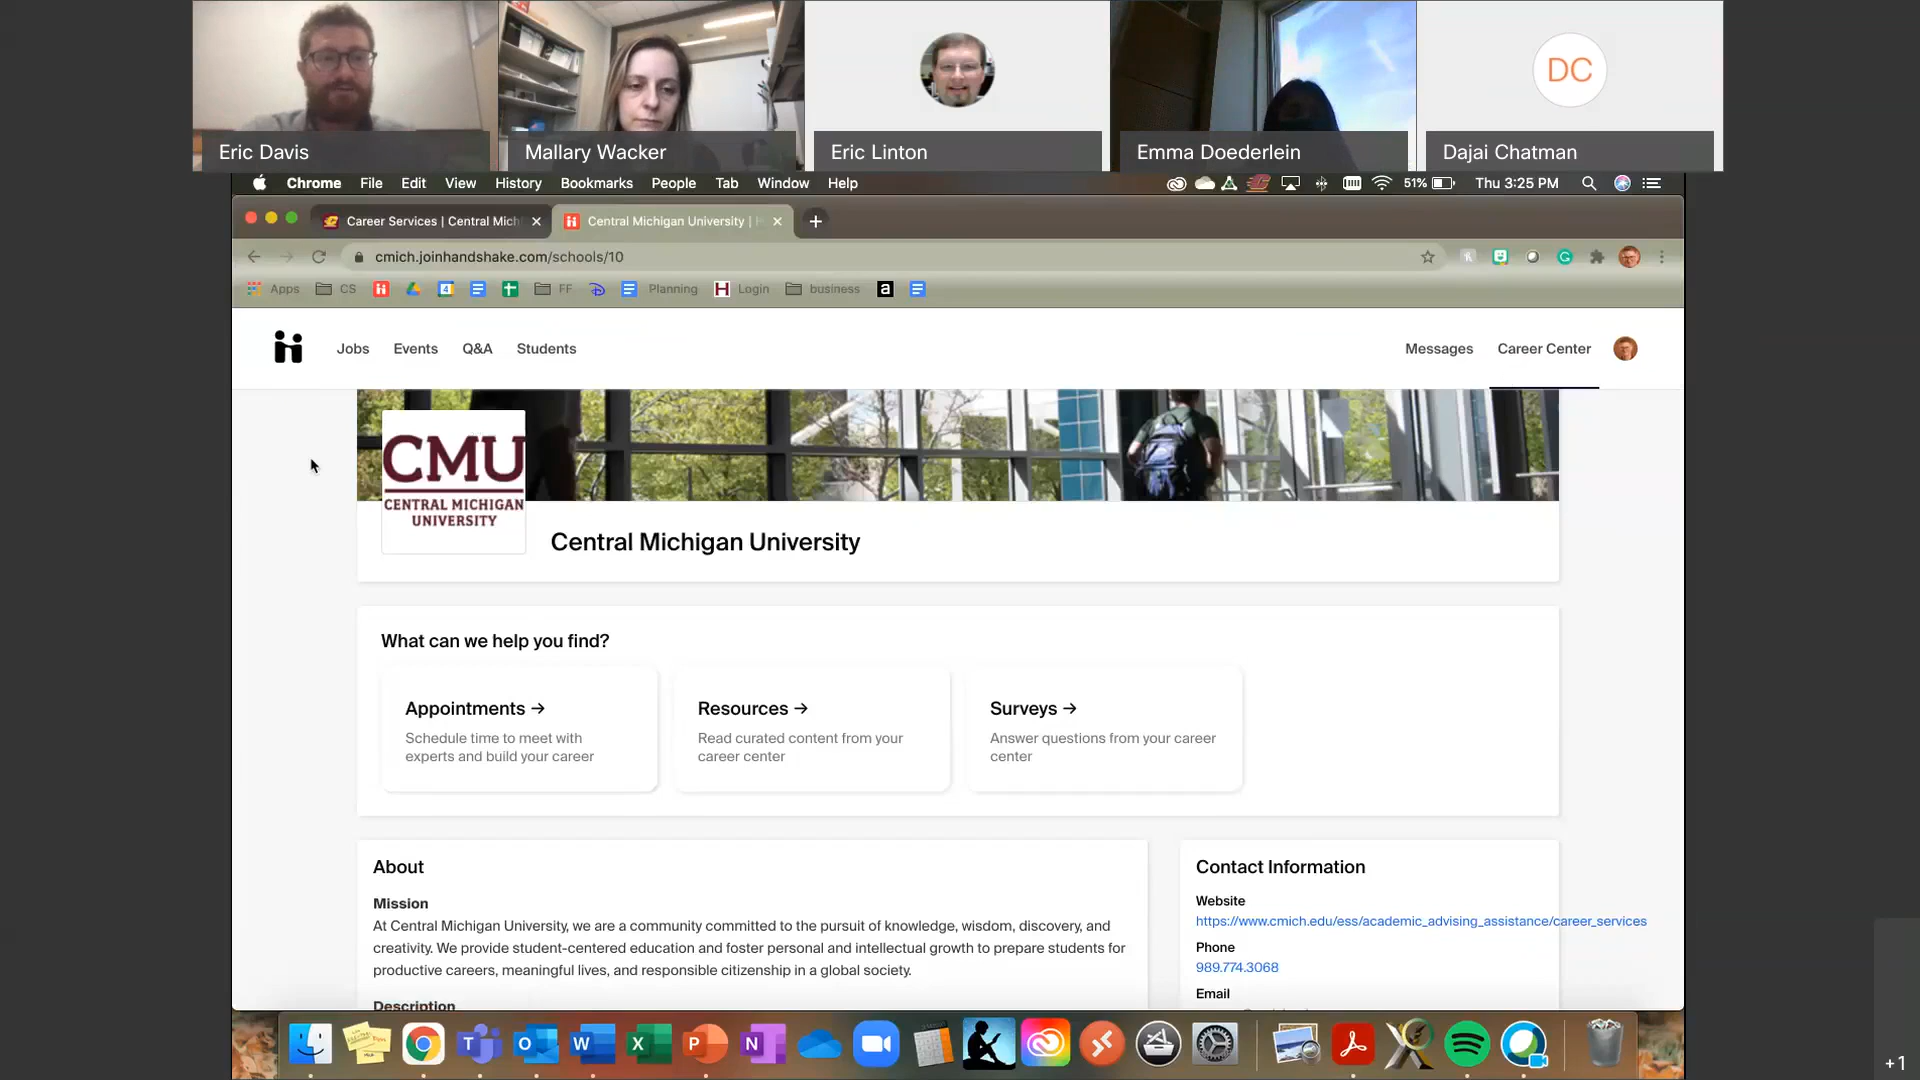 Eric Davis
Mallary Wacker
Eric Linton
Emma Doederlein
DC
Dajai Chatman
Chrome File Edit View History Bookmarks People Tab Window Help
51% Thu 3:25 PM
Career Services | Central Mich
Central Michigan University |
cmich.joinhandshake.com/schools/10
Apps CS FF Planning Login business
Jobs Events Q&A Students
Messages Career Center
CMU
CENTRAL MICHIGAN
UNIVERSITY
Central Michigan University
What can we help you find?
Appointments →
Schedule time to meet with
experts and build your career
Resources →
Read curated content from your
career center
Surveys →
Answer questions from your career
center
About
Mission
At Central Michigan University, we are a community committed to the pursuit of knowledge, wisdom, discovery, and
creativity. We provide student-centered education and foster personal and intellectual growth to prepare students for
productive careers, meaningful lives, and responsible citizenship in a global society.
Description
Contact Information
Website
https://www.cmich.edu/ess/academic_advising_assistance/career_services
Phone
989.774.3068
Email
+1